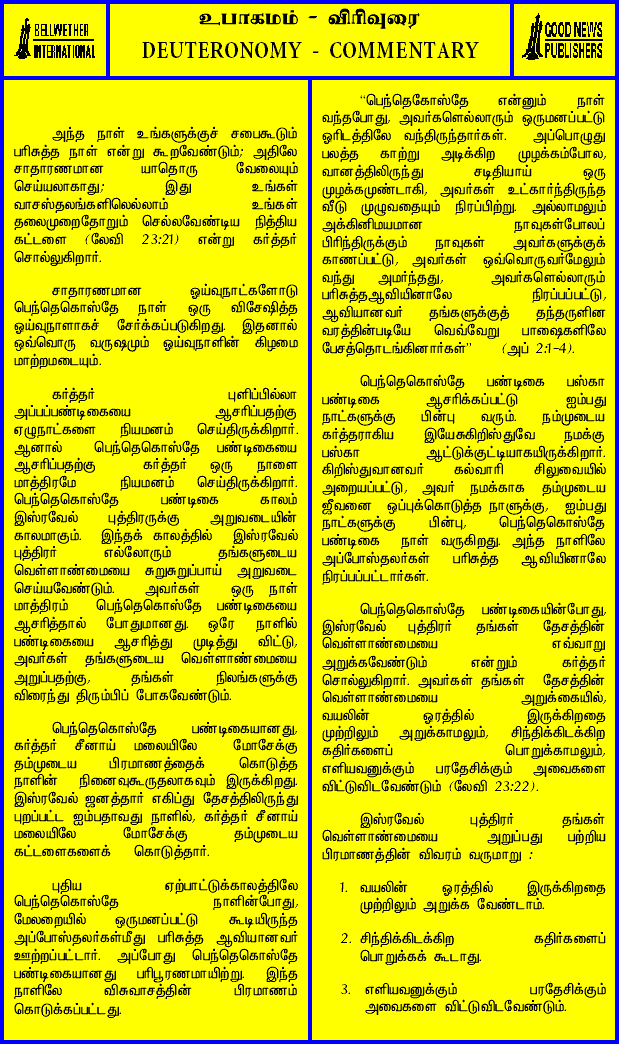 BELLWETHER
INTERNATIONAL
உபாகமம் - விரிவுரை
DEUTERONOMY - COMMENTARY
GOOD NEWS
PUBLISHERS
அந்த நாள் உங்களுக்குச் சபைகூடும்
பரிசுத்த நாள் என்று கூறவேண்டும்; அதிலே
சாதாரணமான யாதொரு வேலையும்
செய்யலாகாது; இது உங்கள்
வாசஸ்தலங்களிலெல்லாம் உங்கள்
தலைமுறைதோறும் செல்லவேண்டிய நித்திய
கட்டளை (லேவி 23:21) என்று கர்த்தர்
சொல்லுகிறார்.
சாதாரணமான ஓய்வுநாட்களோடு
பெந்தெகொஸ்தே நாள் ஒரு விசேஷித்த
ஓய்வுநாளாகச் சேர்க்கப்படுகிறது. இதனால்
ஒவ்வொரு வருஷமும் ஓய்வுநாளின் கிழமை
மாற்றமடையும்.
கர்த்தர் புளிப்பில்லா
அப்பப்பண்டிகையை ஆசரிப்பதற்கு
ஏழுநாட்களை நியமனம் செய்திருக்கிறார்.
ஆனால் பெந்தெகொஸ்தே பண்டிகையை
ஆசரிப்பதற்கு கர்த்தர் ஒரு நாளை
மாத்திரமே நியமனம் செய்திருக்கிறார்.
பெந்தெகொஸ்தே பண்டிகை காலம்
இஸ்ரவேல் புத்திரருக்கு அறுவடையின்
காலமாகும். இந்தக் காலத்தில் இஸ்ரவேல்
புத்திரர் எல்லோரும் தங்களுடைய
வெள்ளாண்மையை சுறுசுறுப்பாய் அறுவடை
செய்யவேண்டும். அவர்கள் ஒரு நாள்
மாத்திரம் பெந்தெகொஸ்தே பண்டிகையை
ஆசரித்தால் போதுமானது. ஒரே நாளில்
பண்டிகையை ஆசரித்து முடித்து விட்டு,
அவர்கள் தங்களுடைய வெள்ளாண்மையை
அறுப்பதற்கு, தங்கள் நிலங்களுக்கு
விரைந்து திரும்பிப் போகவேண்டும்.
பெந்தெகொஸ்தே பண்டிகையானது,
கர்த்தர் சீனாய் மலையிலே மோசேக்கு
தம்முடைய பிரமாணத்தைக் கொடுத்த
நாளின் நினைவுகூருதலாகவும் இருக்கிறது.
இஸ்ரவேல் ஜனத்தார் எகிப்து தேசத்திலிருந்து
புறப்பட்ட ஐம்பதாவது நாளில், கர்த்தர் சீனாய்
மலையிலே மோசேக்கு தம்முடைய
கட்டளைகளைக் கொடுத்தார்.
புதிய ஏற்பாட்டுக்காலத்திலே
பெந்தெகொஸ்தே நாளின்போது,
மேலறையில் ஒருமனப்பட்டு கூடியிருந்த
அப்போஸ்தலர்கள்மீது பரிசுத்த ஆவியானவர்
ஊற்றப்பட்டார். அப்போது பெந்தெகொஸ்தே
பண்டிகையானது பரிபூரணமாயிற்று. இந்த
நாளிலே விசுவாசத்தின் பிரமாணம்
கொடுக்கப்பட்டது.
“பெந்தெகோஸ்தே என்னும் நாள்
வந்தபோது, அவர்களெல்லாரும் ஒருமனப்பட்டு
ஓரிடத்திலே வந்திருந்தார்கள். அப்பொழுது
பலத்த காற்று அடிக்கிற முழக்கம்போல,
வானத்திலிருந்து சடிதியாய் ஒரு
முழக்கமுண்டாகி, அவர்கள் உட்கார்ந்திருந்த
வீடு முழுவதையும் நிரப்பிற்று. அல்லாமலும்
அக்கினிமயமான நாவுகள்போலப்
பிரிந்திருக்கும் நாவுகள் அவர்களுக்குக்
காணப்பட்டு, அவர்கள் ஒவ்வொருவர்மேலும்
வந்து அமர்ந்தது, அவர்களெல்லாரும்
பரிசுத்தஆவியினாலே நிரப்பப்பட்டு,
ஆவியானவர் தங்களுக்குத் தந்தருளின
வரத்தின்படியே வெவ்வேறு பாஷைகளிலே
பேசத்தொடங்கினார்கள்” (அப் 2:1-4).
பெந்தெகொஸ்தே பண்டிகை பஸ்கா
பண்டிகை ஆசரிக்கப்பட்டு ஐம்பது
நாட்களுக்கு பின்பு வரும். நம்முடைய
கர்த்தராகிய இயேசுகிறிஸ்துவே நமக்கு
பஸ்கா ஆட்டுக்குட்டியாகயிருக்கிறார்.
கிறிஸ்துவானவர் கல்வாரி சிலுவையில்
அறையப்பட்டு, அவர் நமக்காக தம்முடைய
ஜீவனை ஒப்புக்கொடுத்த நாளுக்கு, ஐம்பது
நாட்களுக்கு பின்பு, பெந்தெகொஸ்தே
பண்டிகை நாள் வருகிறது. அந்த நாளிலே
அப்போஸ்தலர்கள் பரிசுத்த ஆவியினாலே
நிரப்பப்பட்டார்கள்.
பெந்தெகொஸ்தே பண்டிகையின்போது,
இஸ்ரவேல் புத்திரர் தங்கள் தேசத்தின்
வெள்ளாண்மையை எவ்வாறு
அறுக்கவேண்டும் என்றும் கர்த்தர்
சொல்லுகிறார். அவர்கள் தங்கள் தேசத்தின்
வெள்ளாண்மையை அறுக்கையில்,
வயலின் ஓரத்தில் இருக்கிறதை
முற்றிலும் அறுக்காமலும், சிந்திக்கிடக்கிற
கதிர்களைப் பொறுக்காமலும்,
எளியவனுக்கும் பரதேசிக்கும் அவைகளை
விட்டுவிடவேண்டும் (லேவி 23:22).
இஸ்ரவேல் புத்திரர் தங்கள்
வெள்ளாண்மையை அறுப்பது பற்றிய
பிரமாணத்தின் விவரம் வருமாறு :
1. வயலின் ஓரத்தில் இருக்கிறதை
முற்றிலும் அறுக்க வேண்டாம்.
2. சிந்திக்கிடக்கிற கதிர்களைப்
பொறுக்கக் கூடாது.
3. எளியவனுக்கும் பரதேசிக்கும்
அவைகளை விட்டுவிடவேண்டும்.